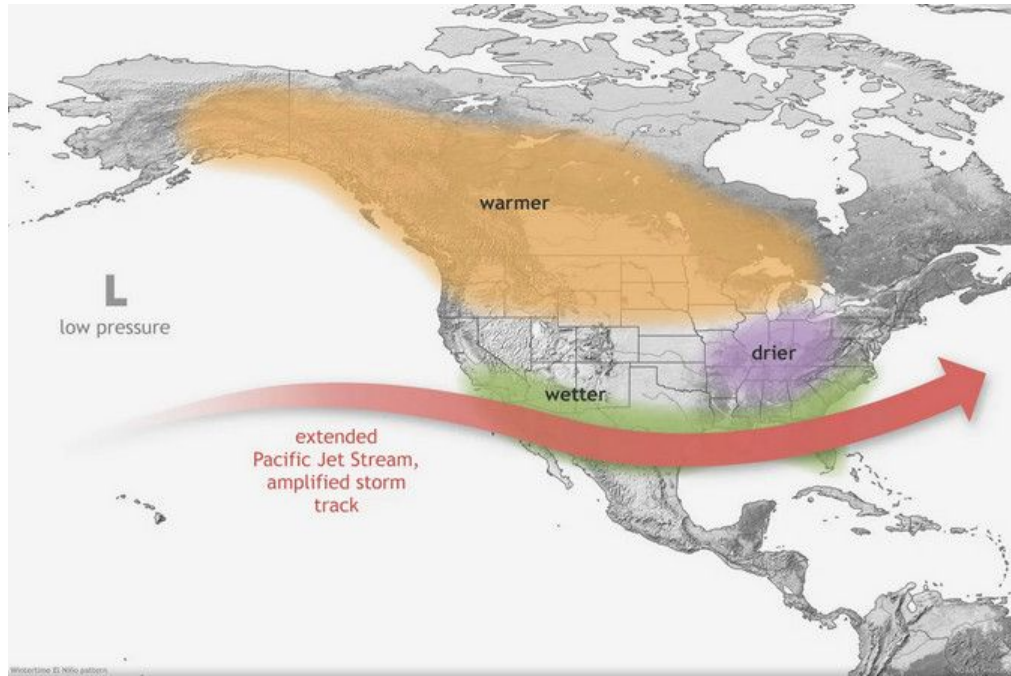 warmer
L
low pressure
drier
wetter
extended
Pacific Jet Stream,
amplified storm
track
Wintertime El Niño pattern